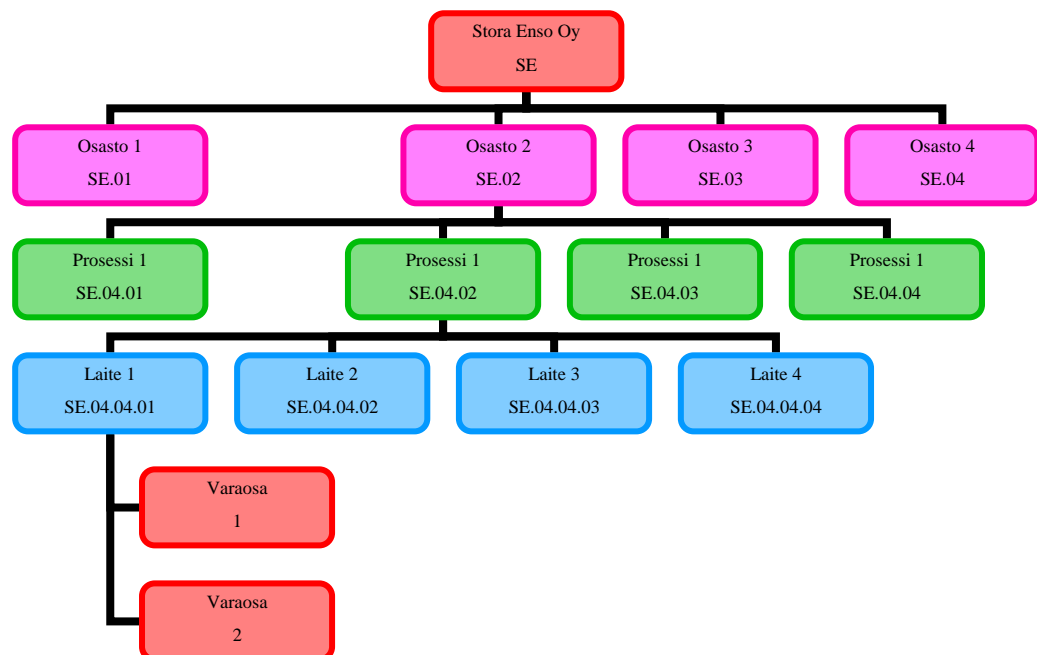 Stora Enso Oy
SE
Osasto 1
SE.01
Osasto 2
SE.02
Osasto 3
SE.03
Osasto 4
SE.04
Prosessi 1
SE.04.01
Prosessi 1
SE.04.02
Prosessi 1
SE.04.03
Prosessi 1
SE.04.04
Laite 1
SE.04.04.01
Laite 2
SE.04.04.02
Laite 3
SE.04.04.03
Laite 4
SE.04.04.04
Varaosa
1
Varaosa
2